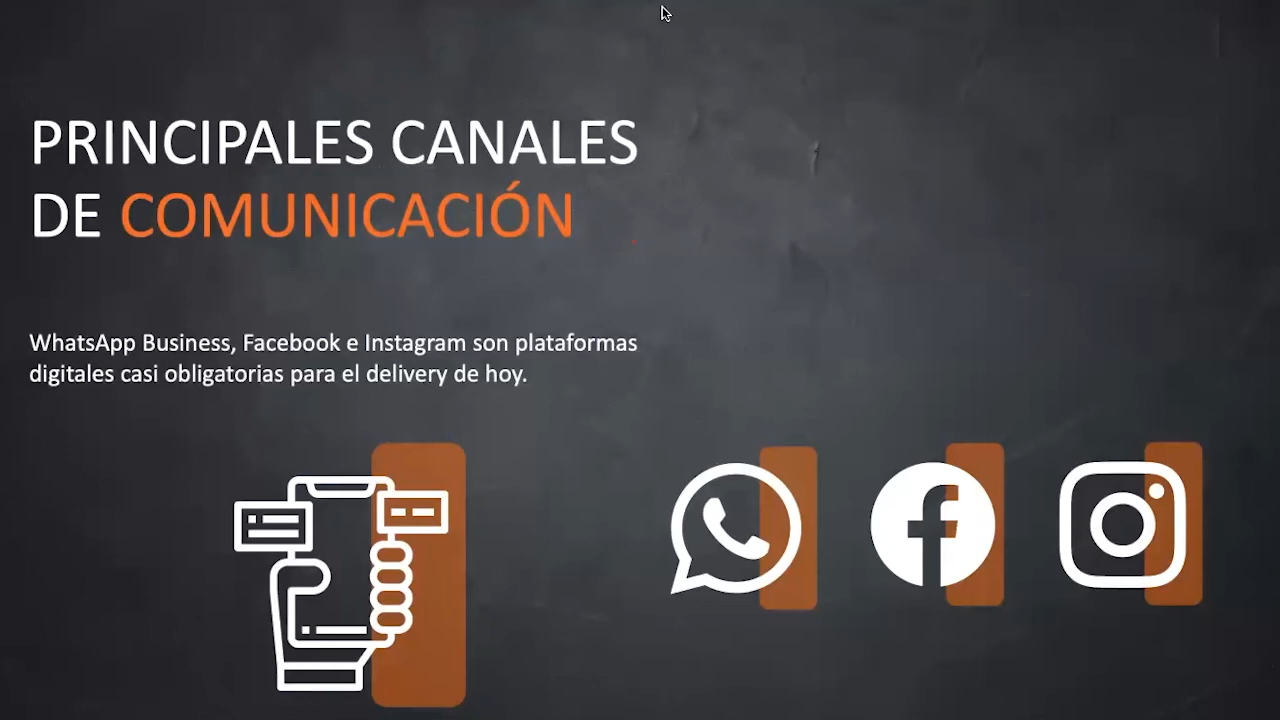 PRINCIPALES CANALES
DE COMUNICACIÓN
WhatsApp Business, Facebook e Instagram son plataformas
digitales casi obligatorias para el delivery de hoy.